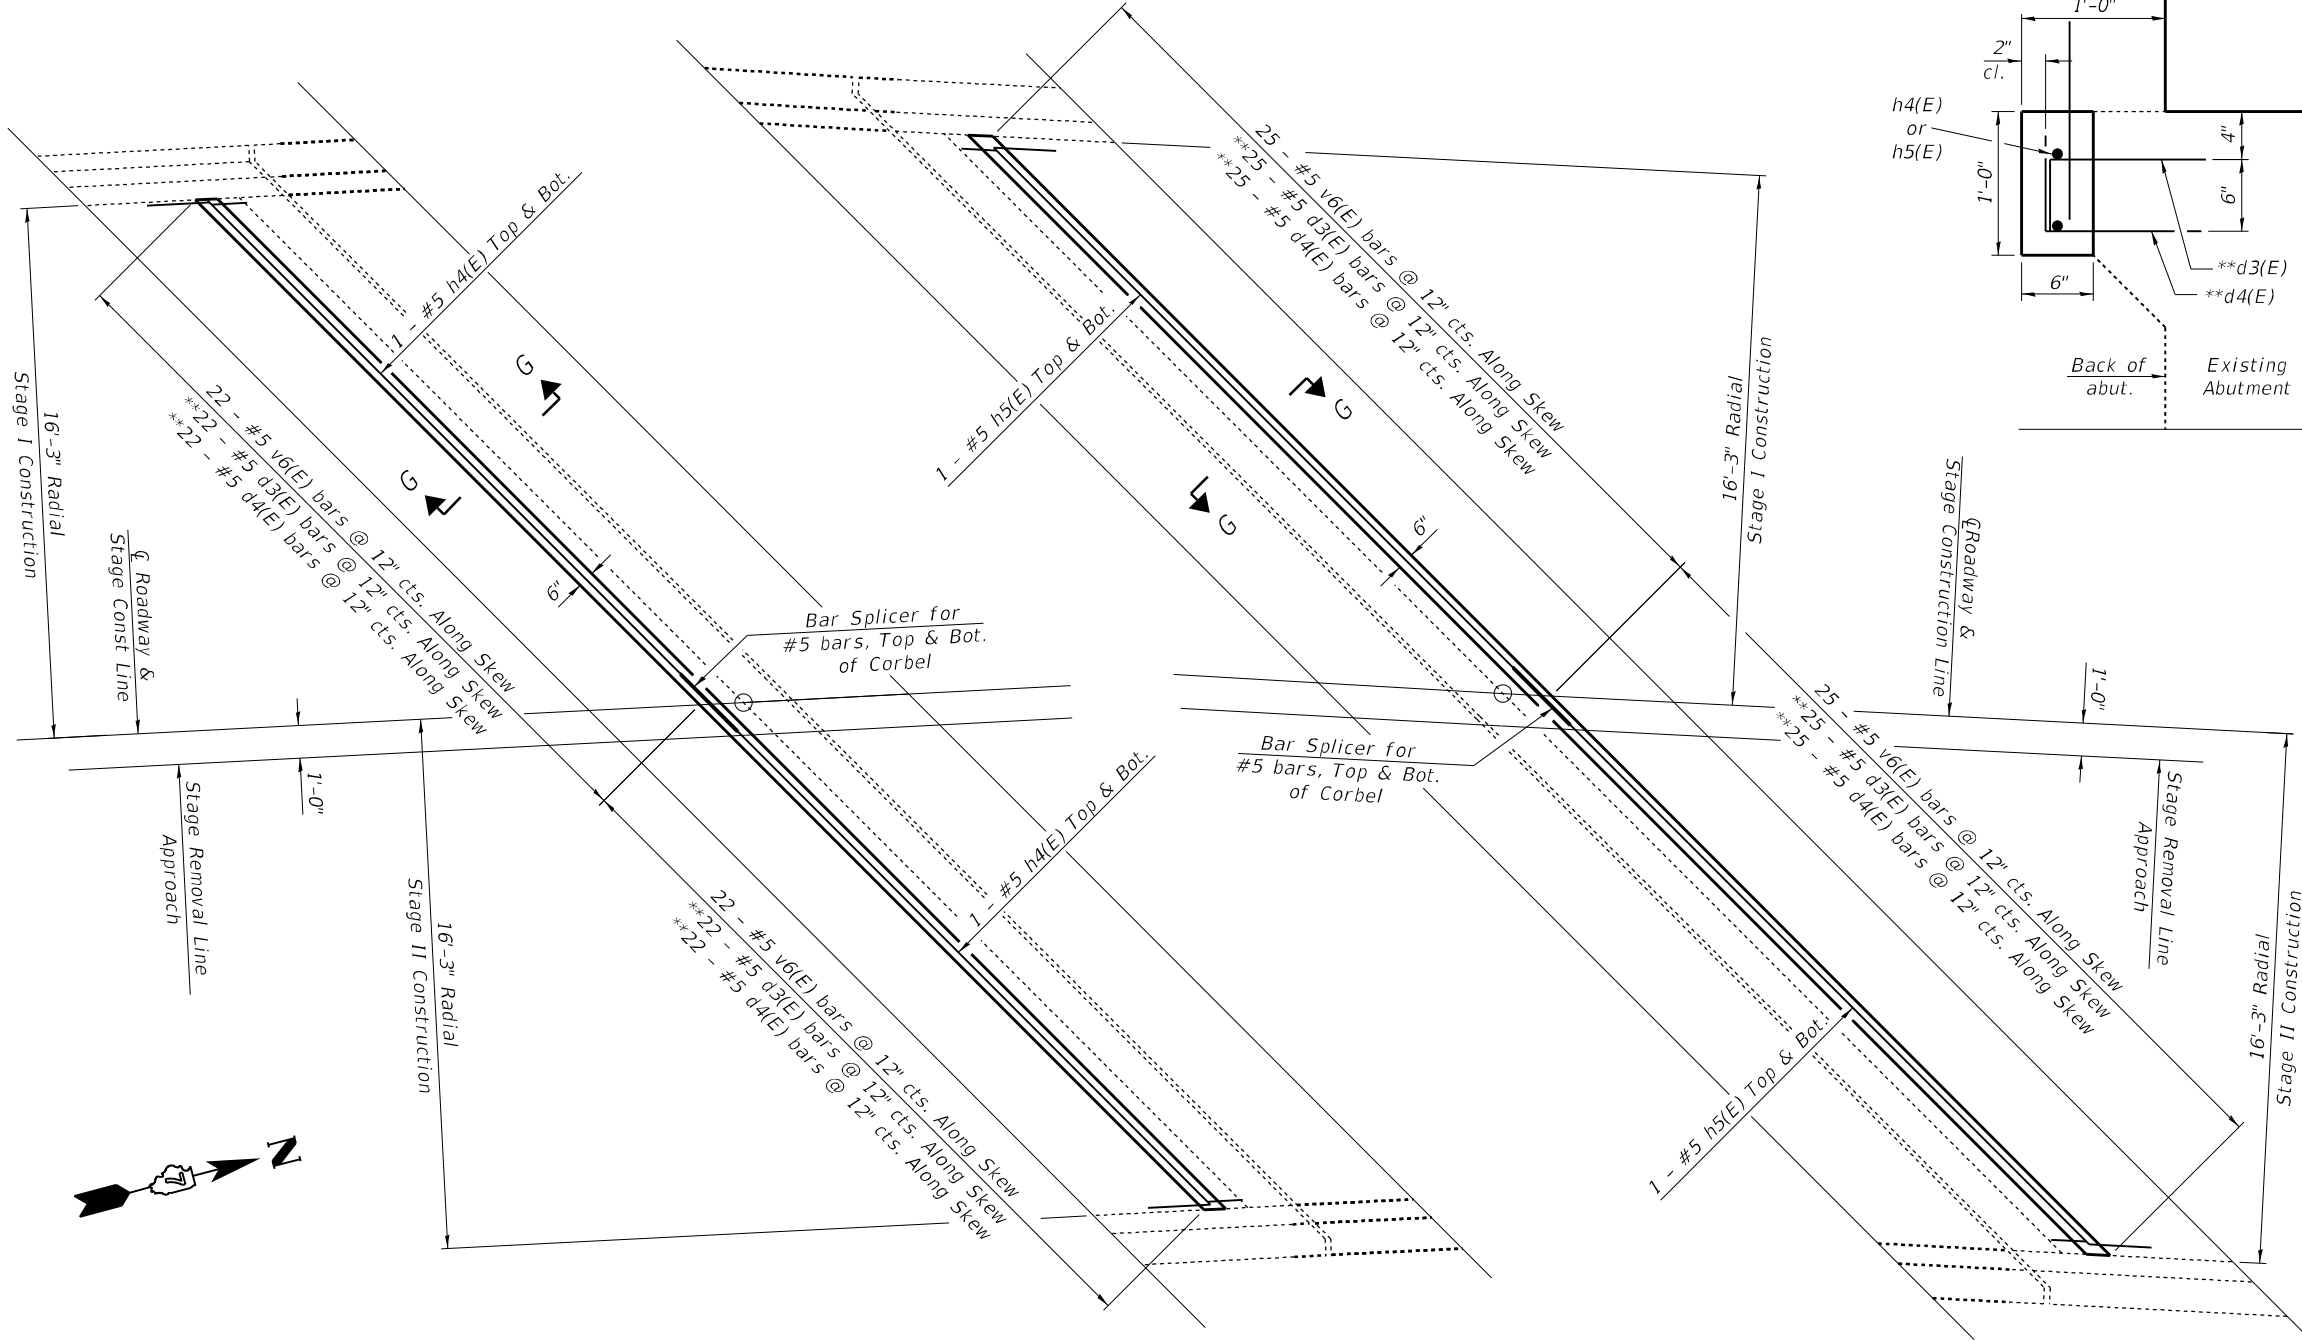 1 - #5 h4(E) Top & Bot.
22 - #5 v6(E) bars @ 12" cts. Along Skew
**22 - #5 d3(E) bars @ 12" cts. Along Skew
**22 - #5 d4(E) bars @ 12" cts. Along Skew
16'-3" Radial
Stage I Construction
℄ Roadway &
Stage Const Line
G
G
6"
Bar Splicer for
#5 bars, Top & Bot.
of Corbel
1'-0"
Stage Removal Line
Approach
16'-3" Radial
Stage II Construction
1 - #5 h4(E) Top & Bot.
22 - #5 v6(E) bars @ 12" cts. Along Skew
**22 - #5 d3(E) bars @ 12" cts. Along Skew
**22 - #5 d4(E) bars @ 12" cts. Along Skew
N
25 - #5 v6(E) bars @ 12" cts. Along Skew
**25 - #5 d3(E) bars @ 12" cts. Along Skew
**25 - #5 d4(E) bars @ 12" cts. Along Skew
1 - #5 h5(E) Top & Bot.
G
G
6"
16'-3" Radial
Stage I Construction
℄ Roadway &
Stage Construction Line
1'-0"
Bar Splicer for
#5 bars, Top & Bot.
of Corbel
25 - #5 v6(E) bars @ 12" cts. Along Skew
**25 - #5 d3(E) bars @ 12" cts. Along Skew
**25 - #5 d4(E) bars @ 12" cts. Along Skew
Stage Removal Line
Approach
16'-3" Radial
Stage II Construction
1 - #5 h5(E) Top & Bot.
1'-0"
2"
cl.
h4(E)
or
h5(E)
1'-0"
4"
6"
6"
**d3(E)
**d4(E)
Back of
abut.
Existing
Abutment